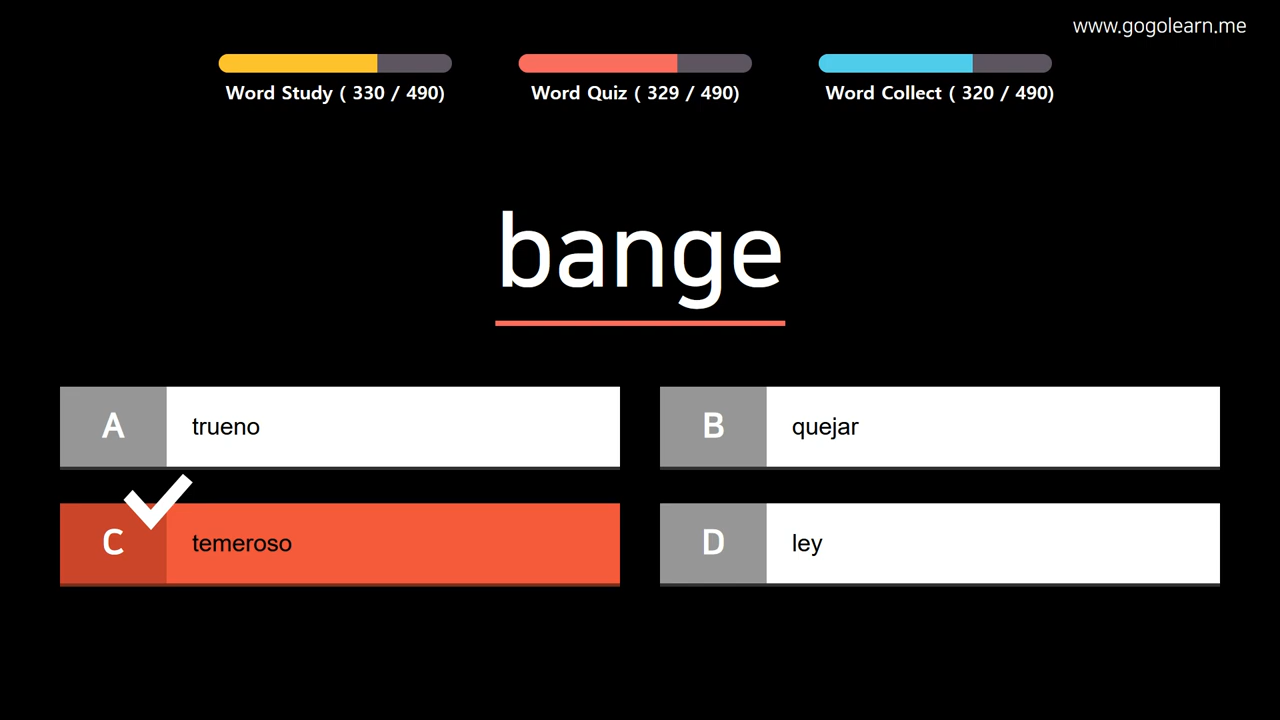 www.gogolearn.me
Word Study ( 330 / 490)
Word Quiz ( 329 / 490)
Word Collect ( 320 / 490)
bange
A trueno
B quejar
C temeroso
D ley